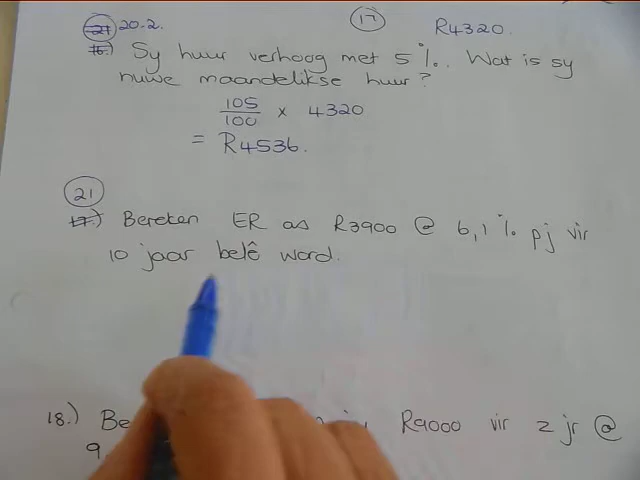 21 20.2. 17 R4320.
16.) Sy huur verhoog met 5%. Wat is sy
nuwe maandelikse huur?
105
100 × 4320
= R4536.
21
17.) Bereken ER as R3900 @ 6,1% pj vir
10 jaar belê word.
18.) R9000 vir 2 jr @
9